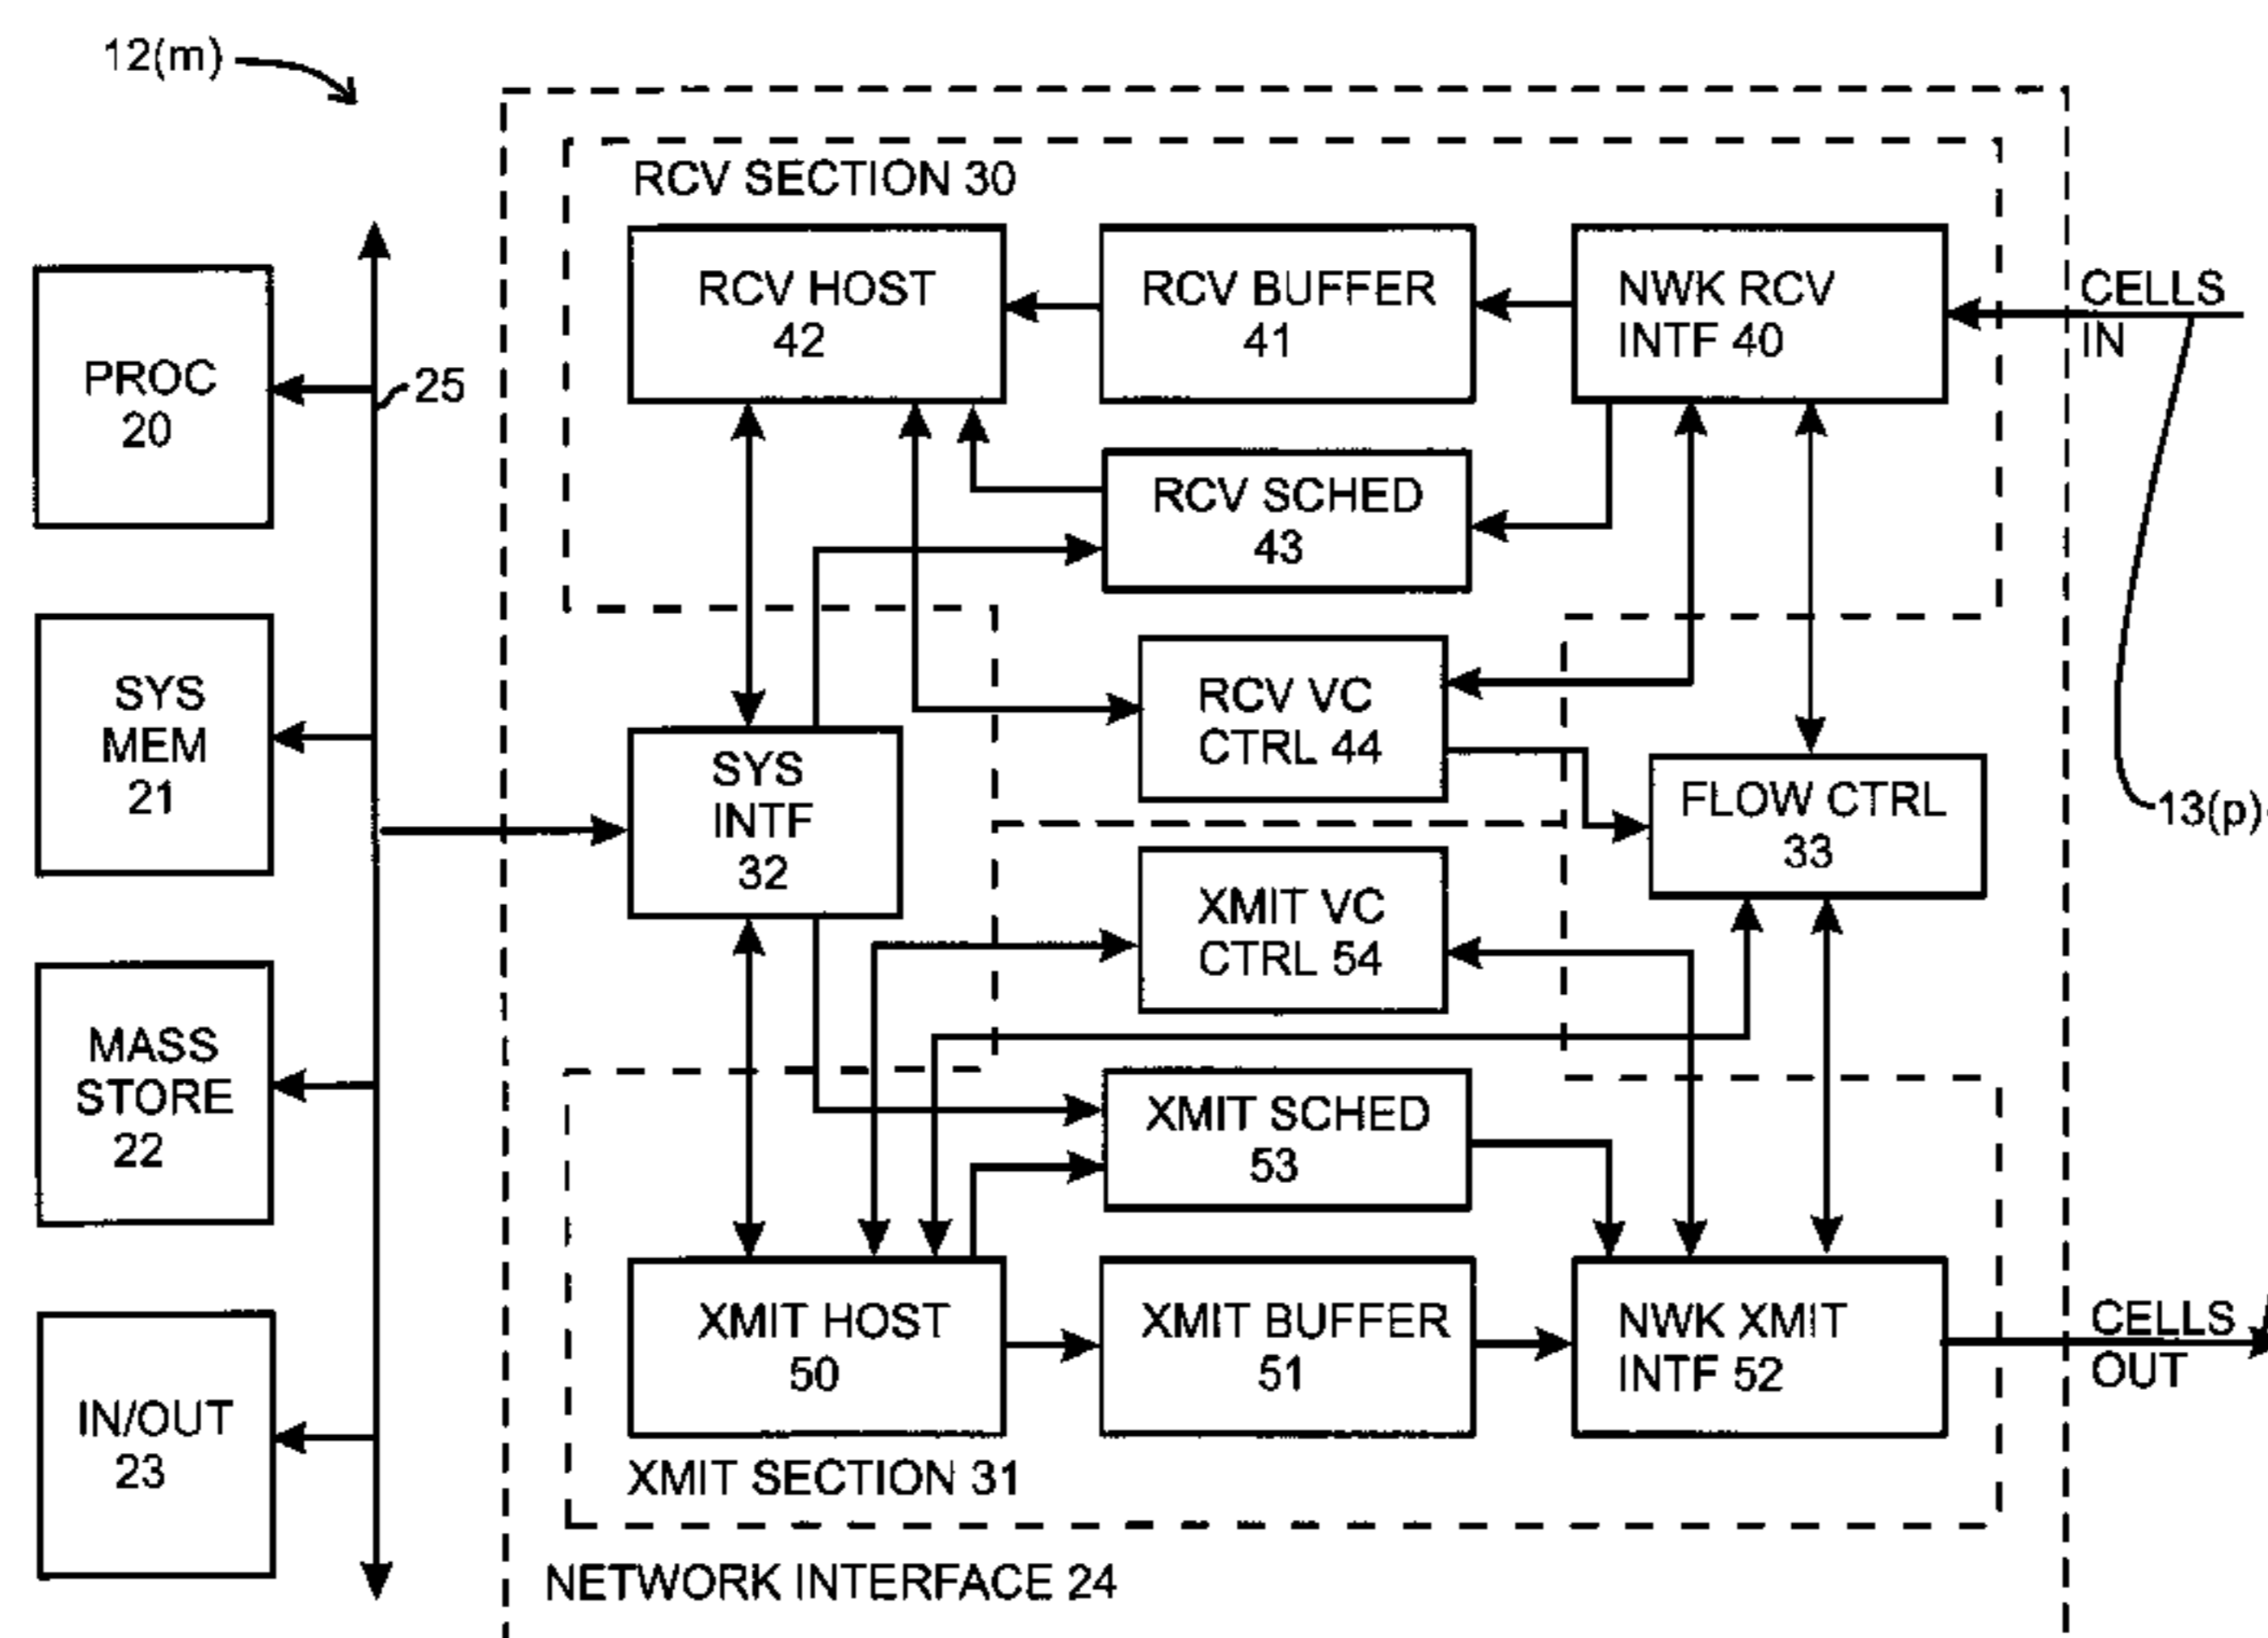 12(m)
RCV SECTION 30
RCV HOST
42
RCV BUFFER
41
NWK RCV
INTF 40
CELLS
IN
PROC
20
25
RCV SCHED
43
SYS
MEM
21
RCV VC
CTRL 44
SYS
INTF
32
FLOW CTRL
33
13(p)
XMIT VC
CTRL 54
MASS
STORE
22
XMIT SCHED
53
XMIT HOST
50
XMIT BUFFER
51
NWK XMIT
INTF 52
CELLS
OUT
IN/OUT
23
XMIT SECTION 31
NETWORK INTERFACE 24